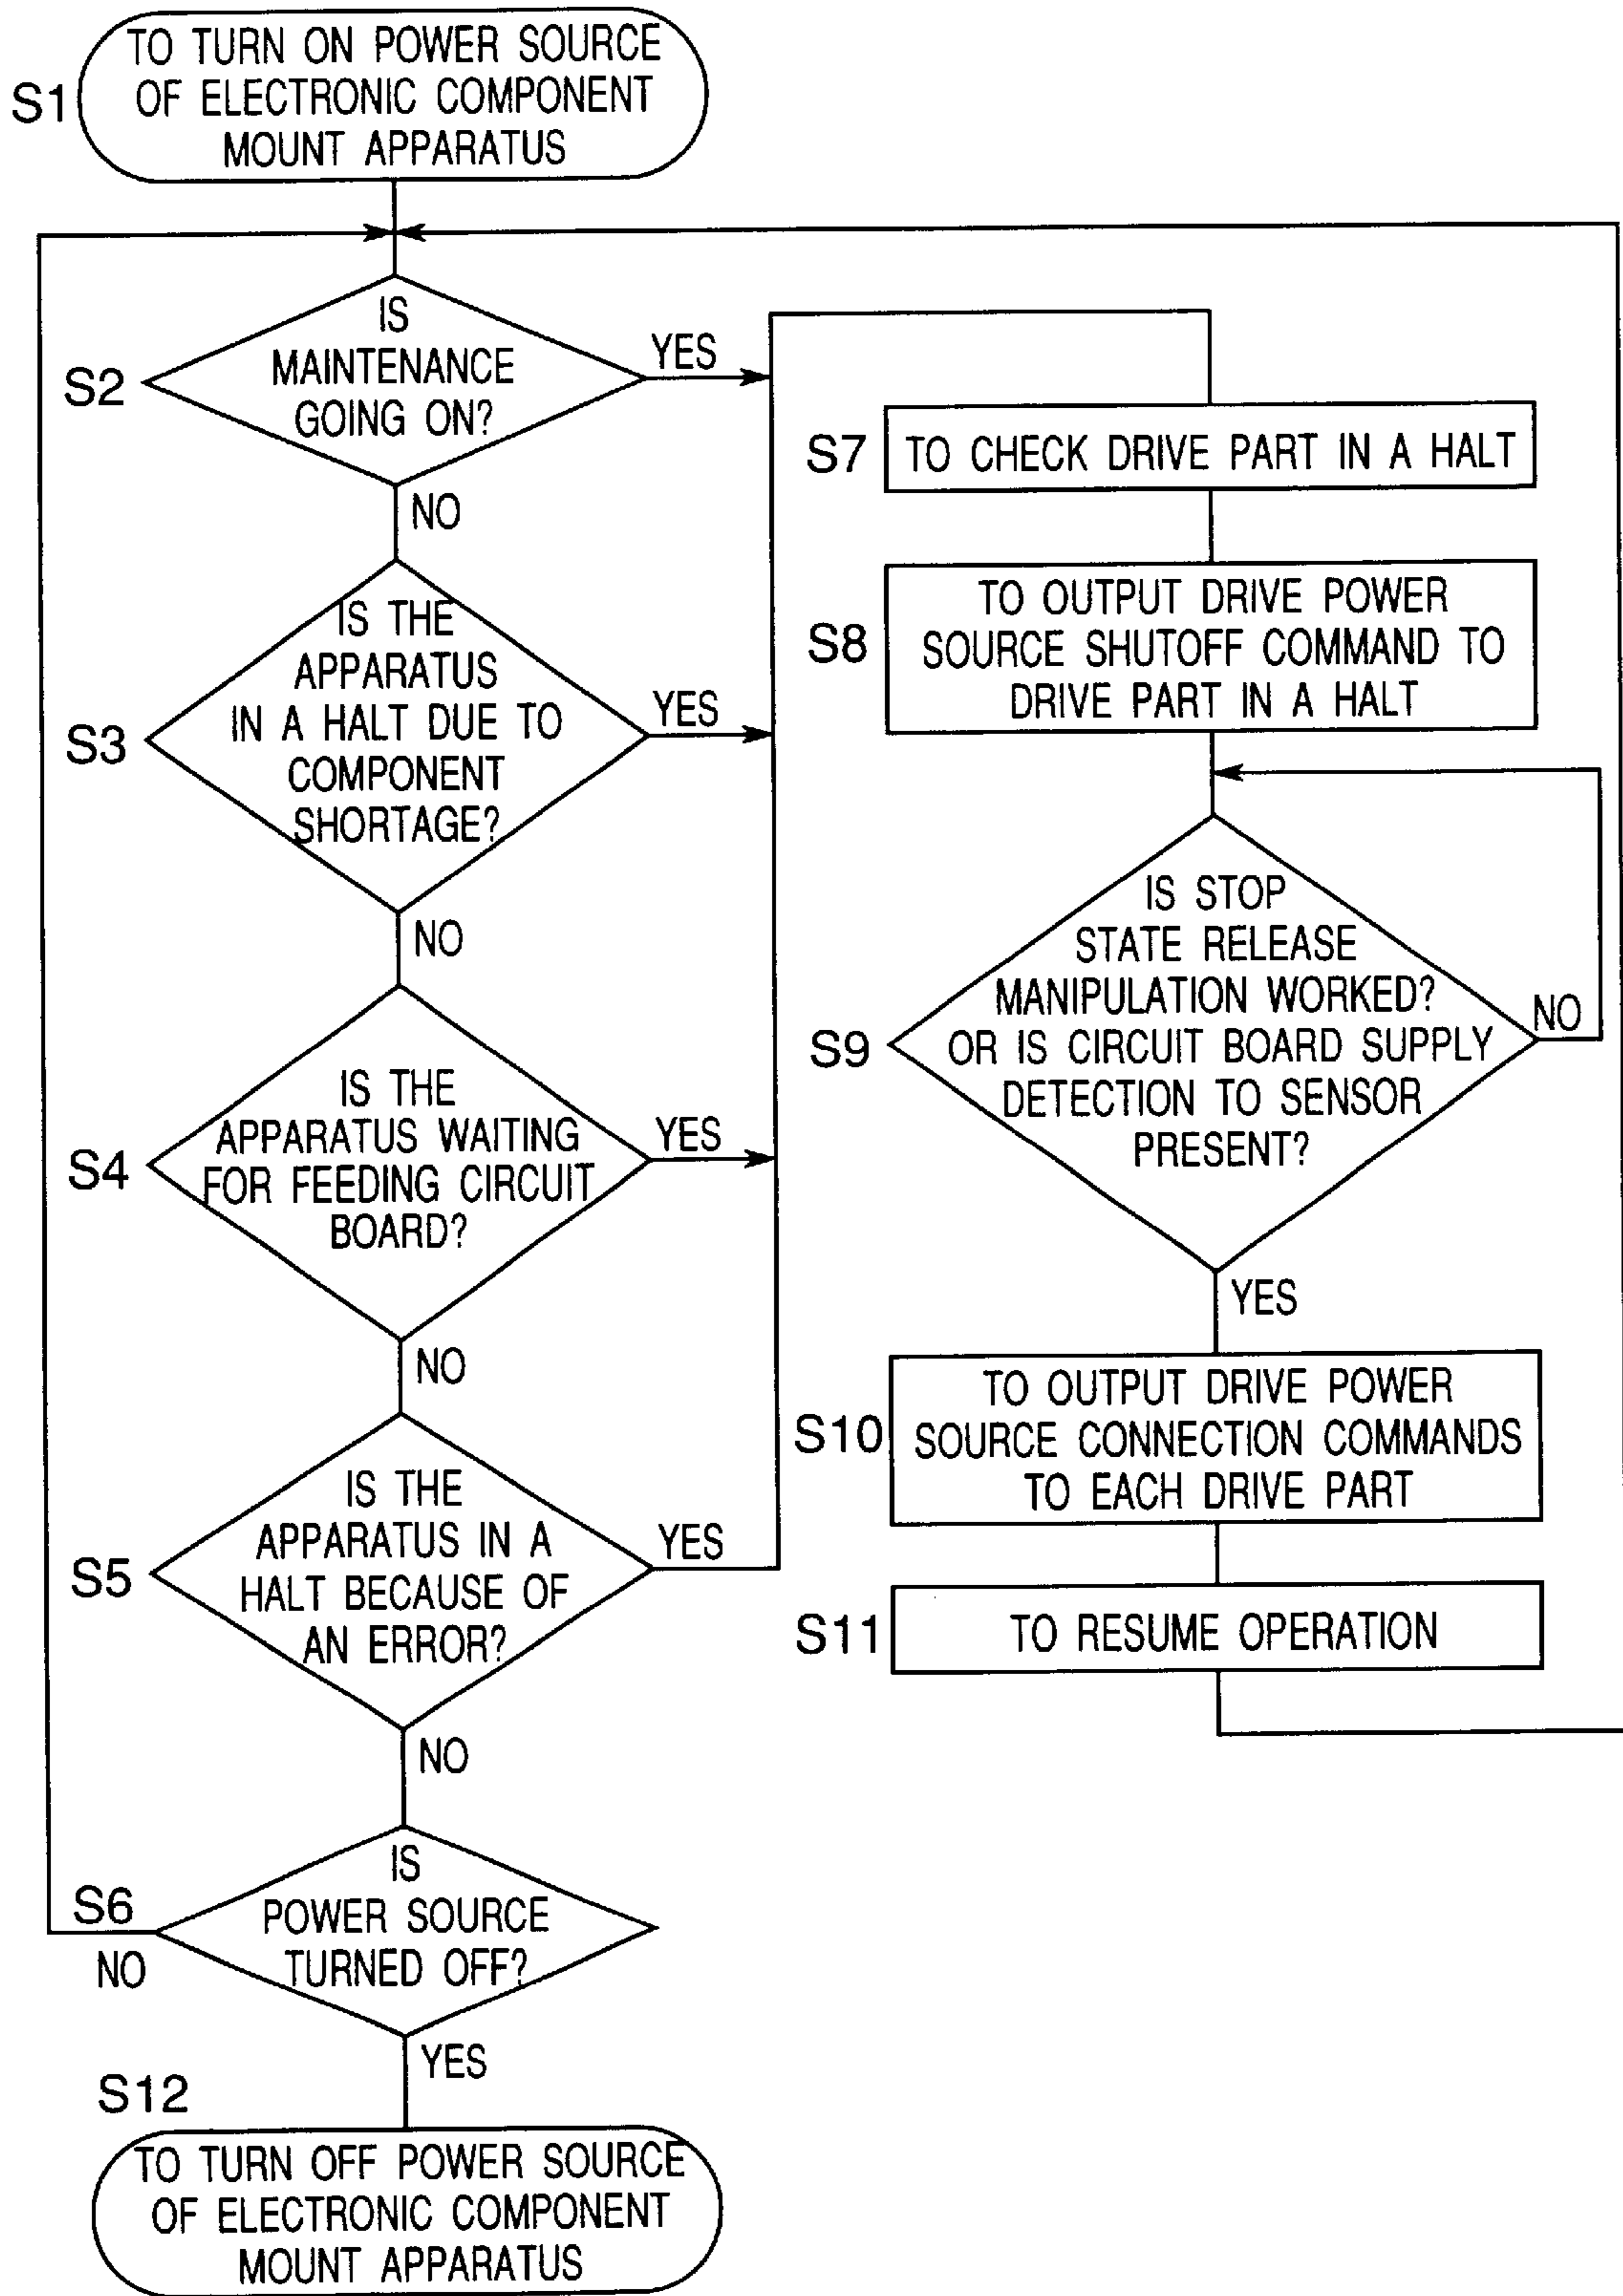 S1
TO TURN ON POWER SOURCE
OF ELECTRONIC COMPONENT
MOUNT APPARATUS
S2
IS
MAINTENANCE
GOING ON?
YES
NO
S3
IS THE
APPARATUS
IN A HALT DUE TO
COMPONENT
SHORTAGE?
YES
NO
S4
IS THE
APPARATUS WAITING
FOR FEEDING CIRCUIT
BOARD?
YES
NO
S5
IS THE
APPARATUS IN A
HALT BECAUSE OF
AN ERROR?
YES
NO
S6
IS
POWER SOURCE
TURNED OFF?
NO
YES
S12
TO TURN OFF POWER SOURCE
OF ELECTRONIC COMPONENT
MOUNT APPARATUS
S7
TO CHECK DRIVE PART IN A HALT
S8
TO OUTPUT DRIVE POWER
SOURCE SHUTOFF COMMAND TO
DRIVE PART IN A HALT
S9
IS STOP
STATE RELEASE
MANIPULATION WORKED?
OR IS CIRCUIT BOARD SUPPLY
DETECTION TO SENSOR
PRESENT?
NO
YES
S10
TO OUTPUT DRIVE POWER
SOURCE CONNECTION COMMANDS
TO EACH DRIVE PART
S11
TO RESUME OPERATION